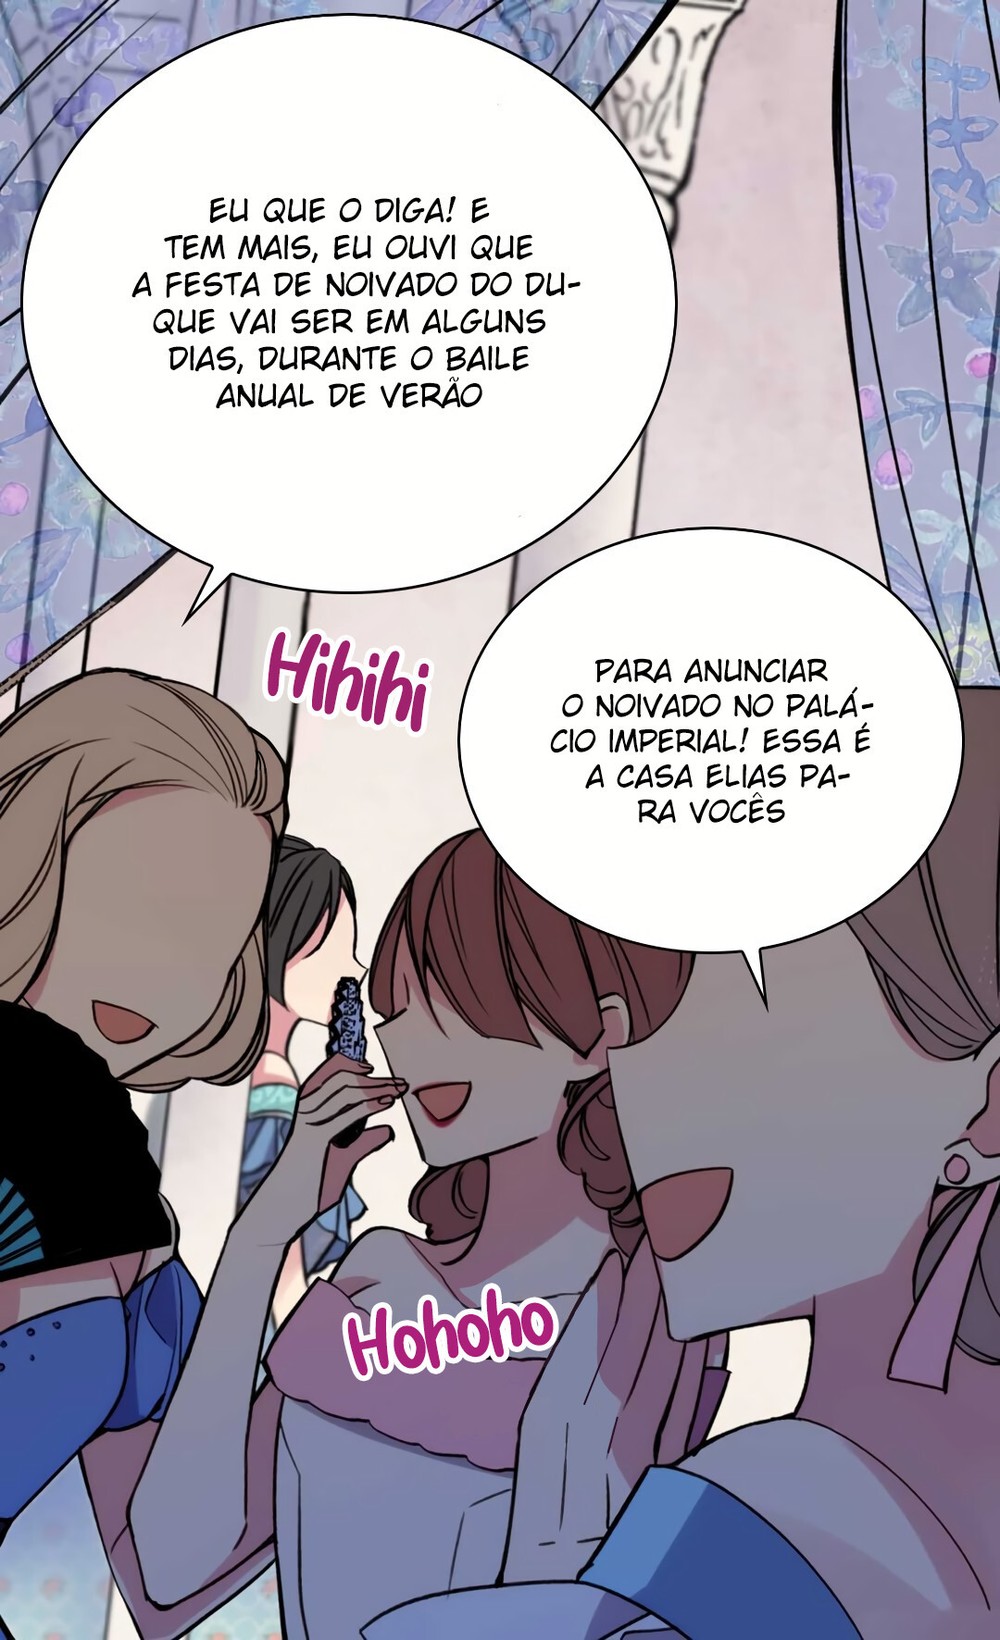 EU QUE O DIGA! E
TEM MAIS, EU OUVI QUE
A FESTA DE NOIVADO DO DU-
QUE VAI SER EM ALGUNS
DIAS, DURANTE O BAILE
ANUAL DE VERÃO
Hihihi
PARA ANUNCIAR
O NOIVADO NO PALÁ-
CIO IMPERIAL! ESSA É
A CASA ELIAS PA-
RA VOCÊS
Hohoho